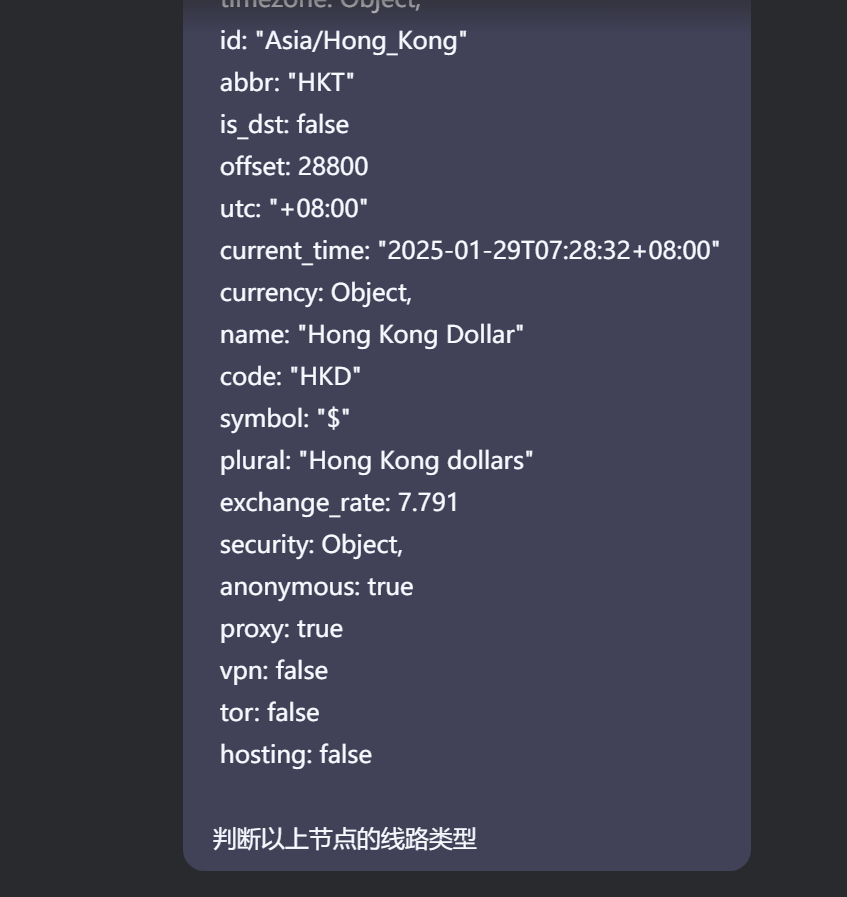 timezone: Object,
id: "Asia/Hong_Kong"
abbr: "HKT"
is_dst: false
offset: 28800
utc: "+08:00"
current_time: "2025-01-29T07:28:32+08:00"
currency: Object,
name: "Hong Kong Dollar"
code: "HKD"
symbol: "$"
plural: "Hong Kong dollars"
exchange_rate: 7.791
security: Object,
anonymous: true
proxy: true
vpn: false
tor: false
hosting: false
判断以上节点的线路类型